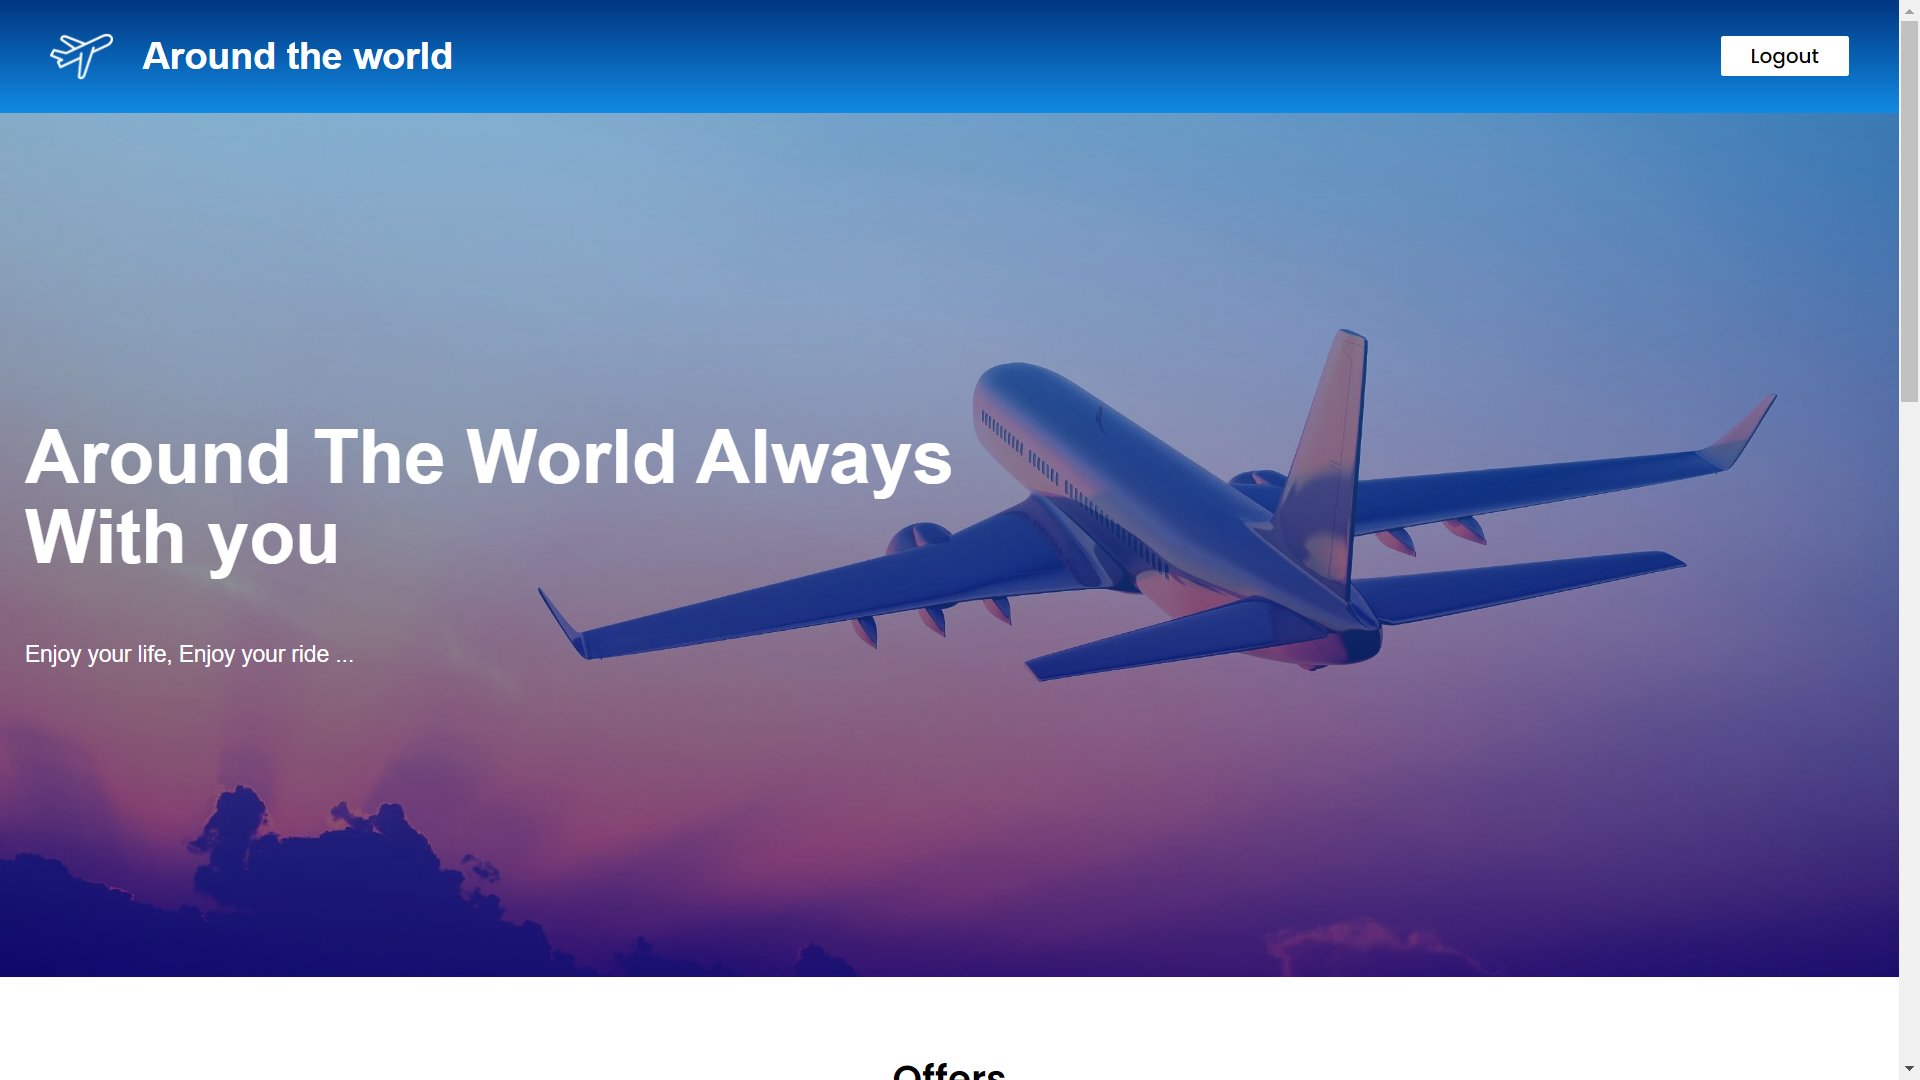 Around the world
Logout
Around The World Always
With you
Enjoy your life, Enjoy your ride ...
Offers